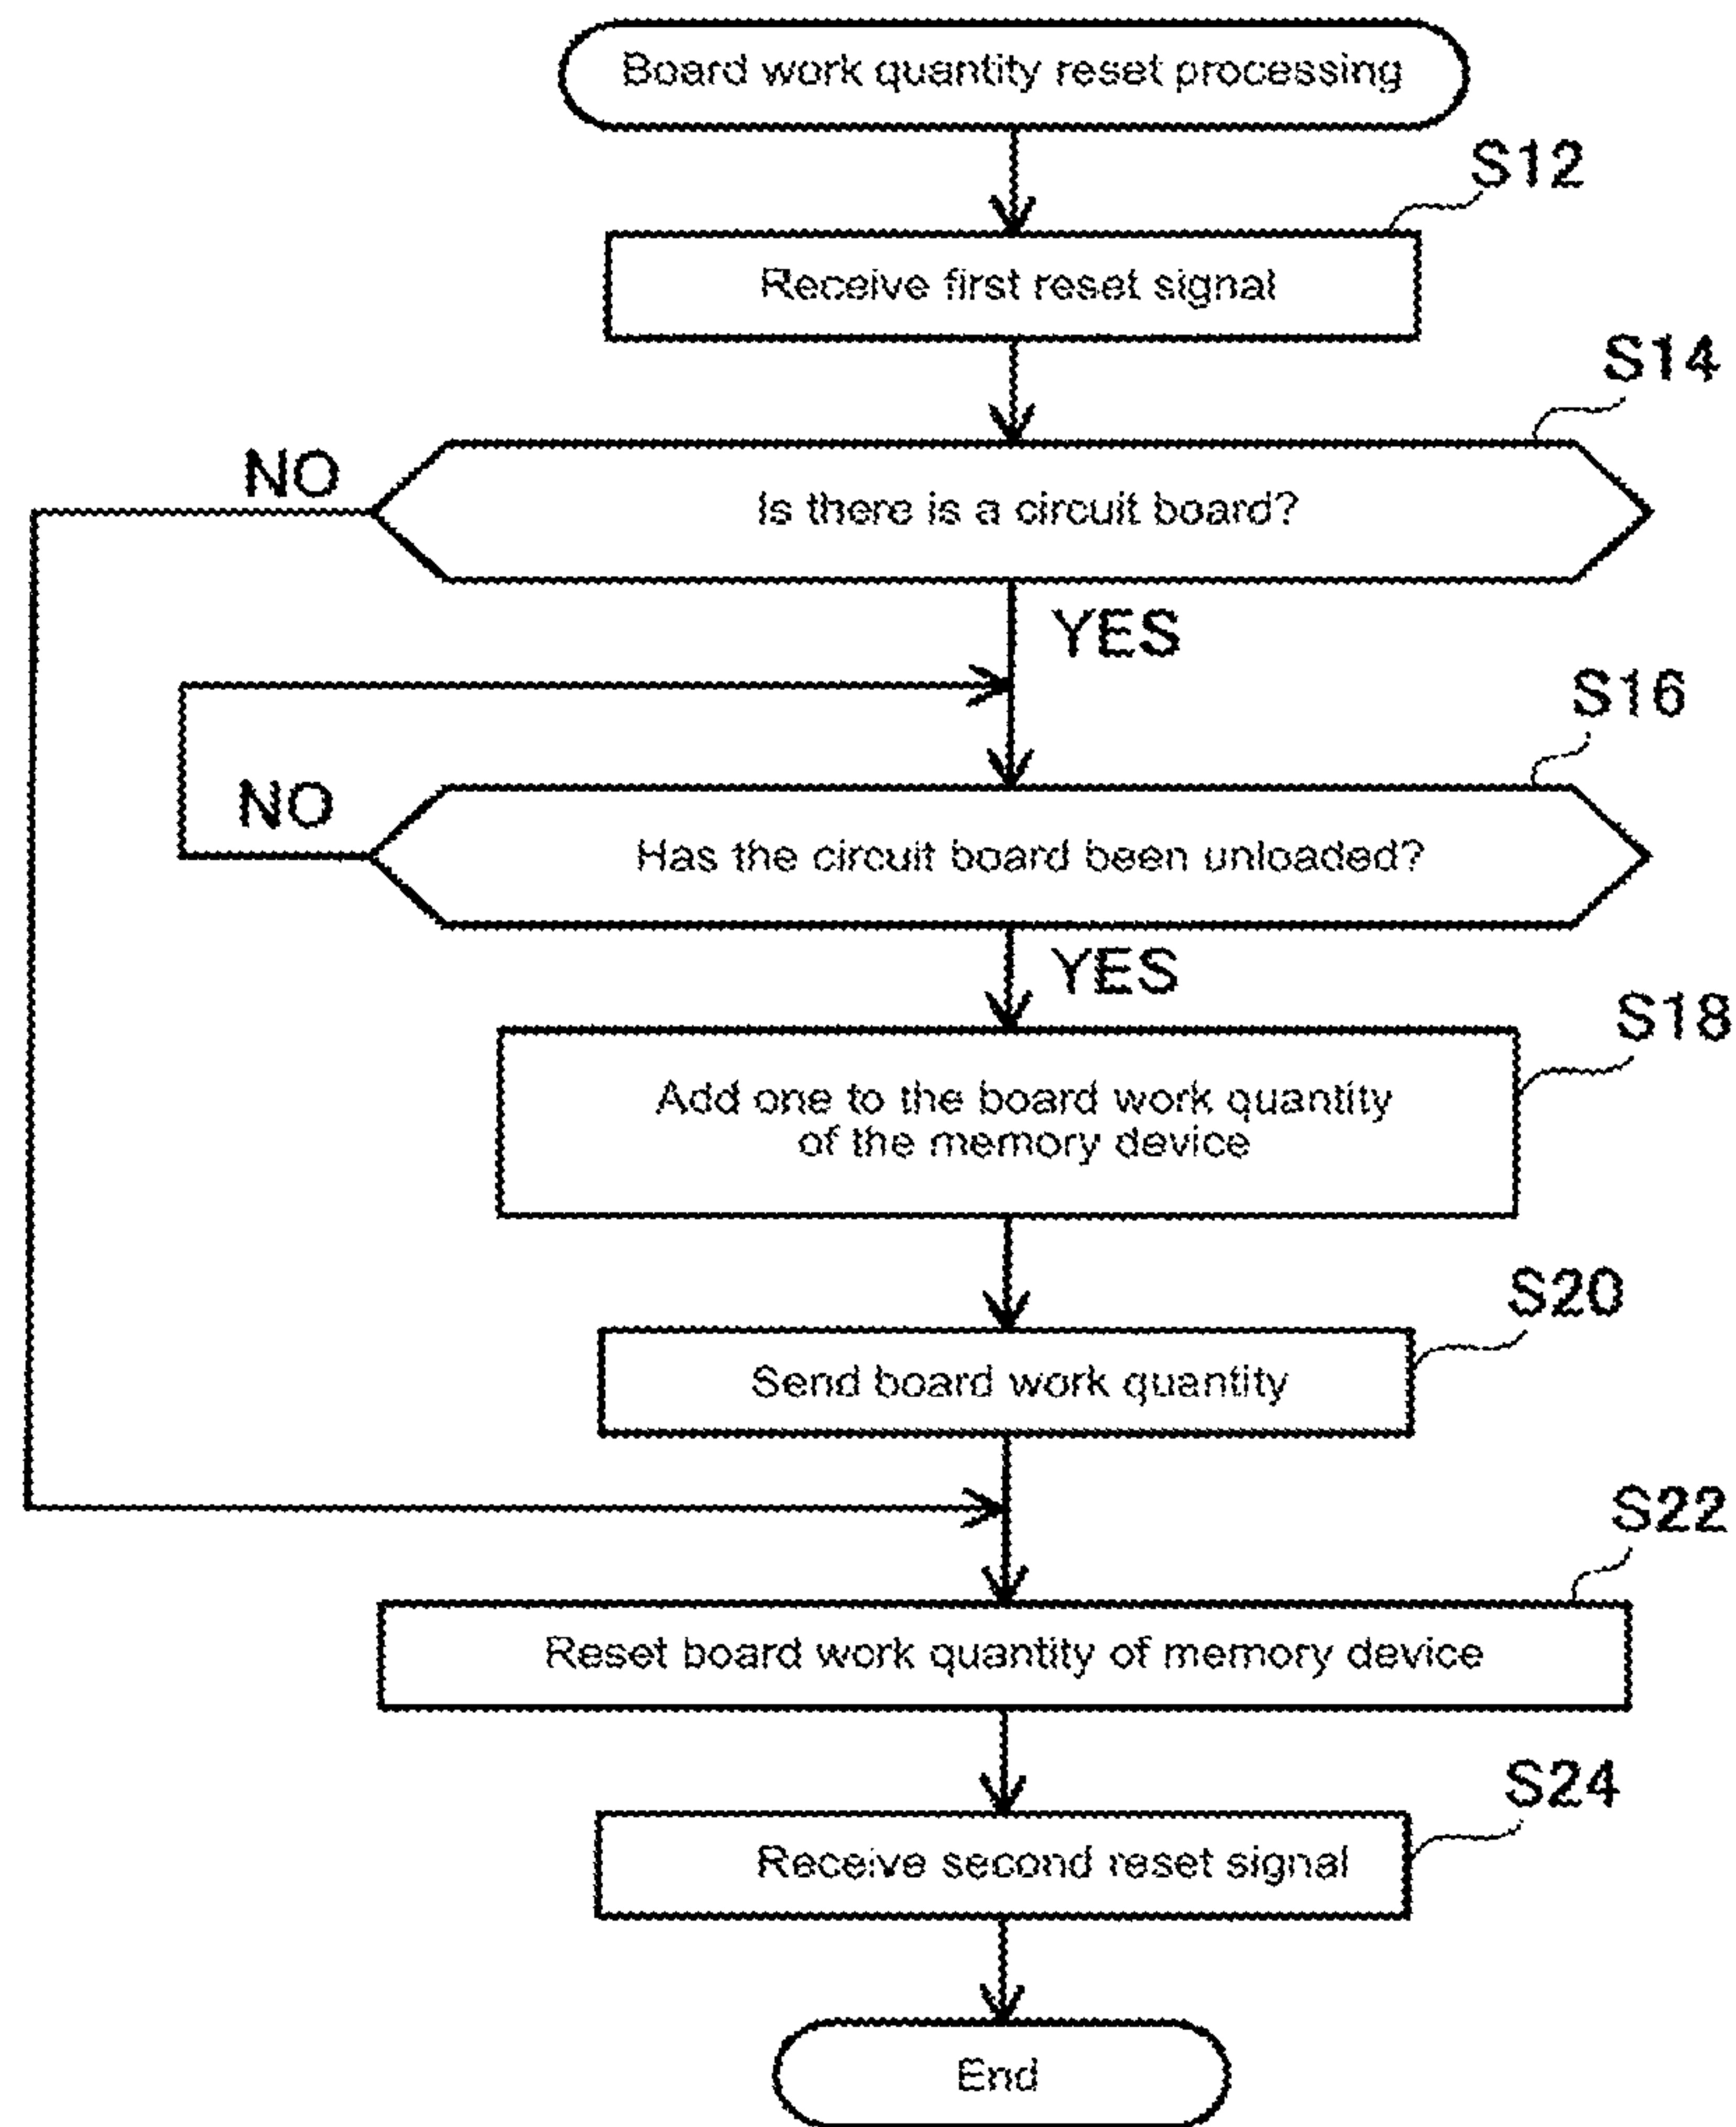 Board work quantity reset processing
S12
Receive first reset signal
S14
NO
Is there is a circuit board?
YES
S16
NO
Has the circuit board been unloaded?
YES
S18
Add one to the board work quantity
of the memory device
S20
Send board work quantity
S22
Reset board work quantity of memory device
S24
Receive second reset signal
End